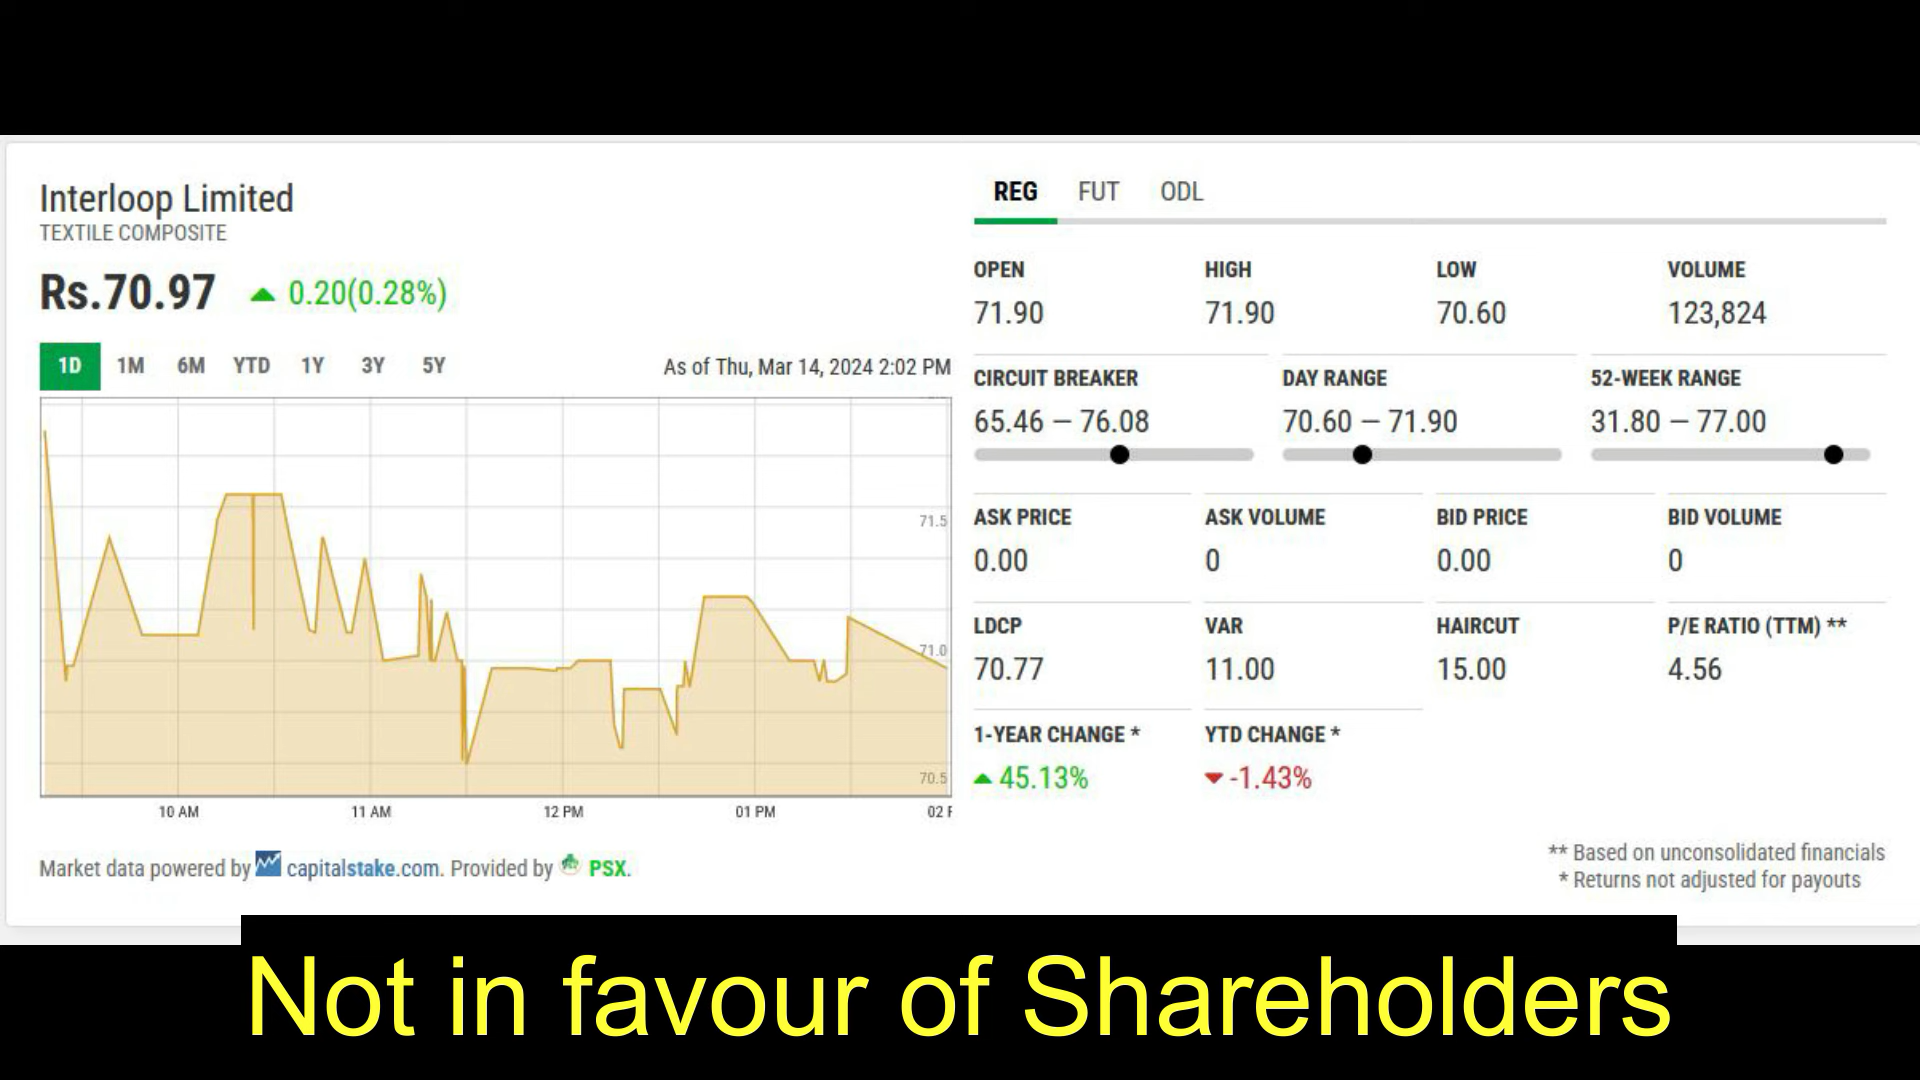 Interloop Limited
TEXTILE COMPOSITE
Rs.70.97 ▲ 0.20(0.28%)
1D 1M 6M YTD 1Y 3Y 5Y
As of Thu, Mar 14, 2024 2:02 PM
71.5
71.0
70.5
10 AM 11 AM 12 PM 01 PM 02
Market data powered by capitalstake.com. Provided by PSX.
REG FUT ODL
OPEN HIGH LOW VOLUME
71.90 71.90 70.60 123,824
CIRCUIT BREAKER DAY RANGE 52-WEEK RANGE
65.46 — 76.08 70.60 — 71.90 31.80 — 77.00
ASK PRICE ASK VOLUME BID PRICE BID VOLUME
0.00 0 0.00 0
LDCP VAR HAIRCUT P/E RATIO (TTM) **
70.77 11.00 15.00 4.56
1-YEAR CHANGE * YTD CHANGE *
▲ 45.13% ▼ -1.43%
** Based on unconsolidated financials
* Returns not adjusted for payouts
Not in favour of Shareholders